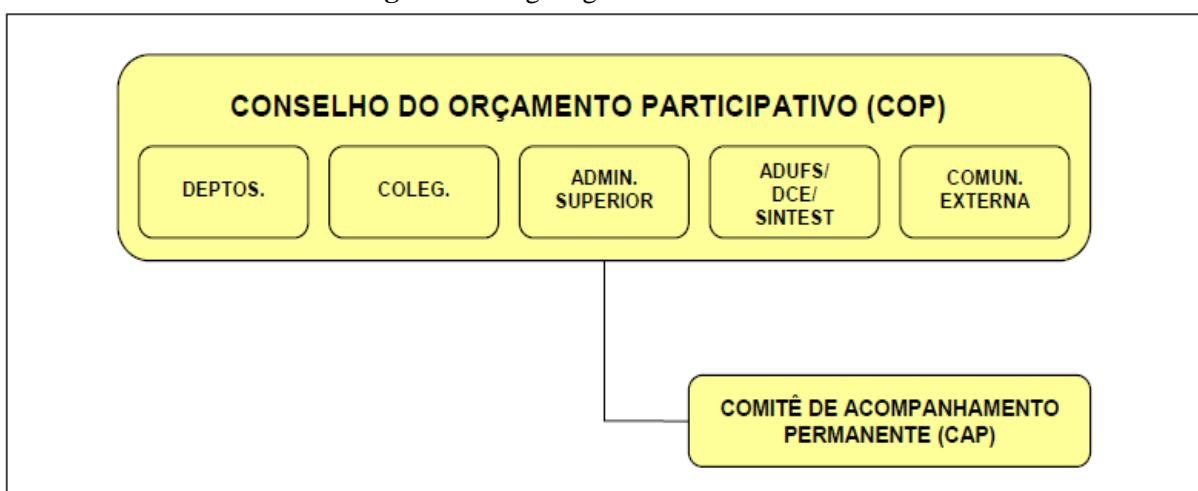 CONSELHO DO ORÇAMENTO PARTICIPATIVO (COP)
DEPTOS.
COLEG.
ADMIN.
SUPERIOR
ADUFS/
DCE/
SINTEST
COMUN.
EXTERNA
COMITÊ DE ACOMPANHAMENTO
PERMANENTE (CAP)